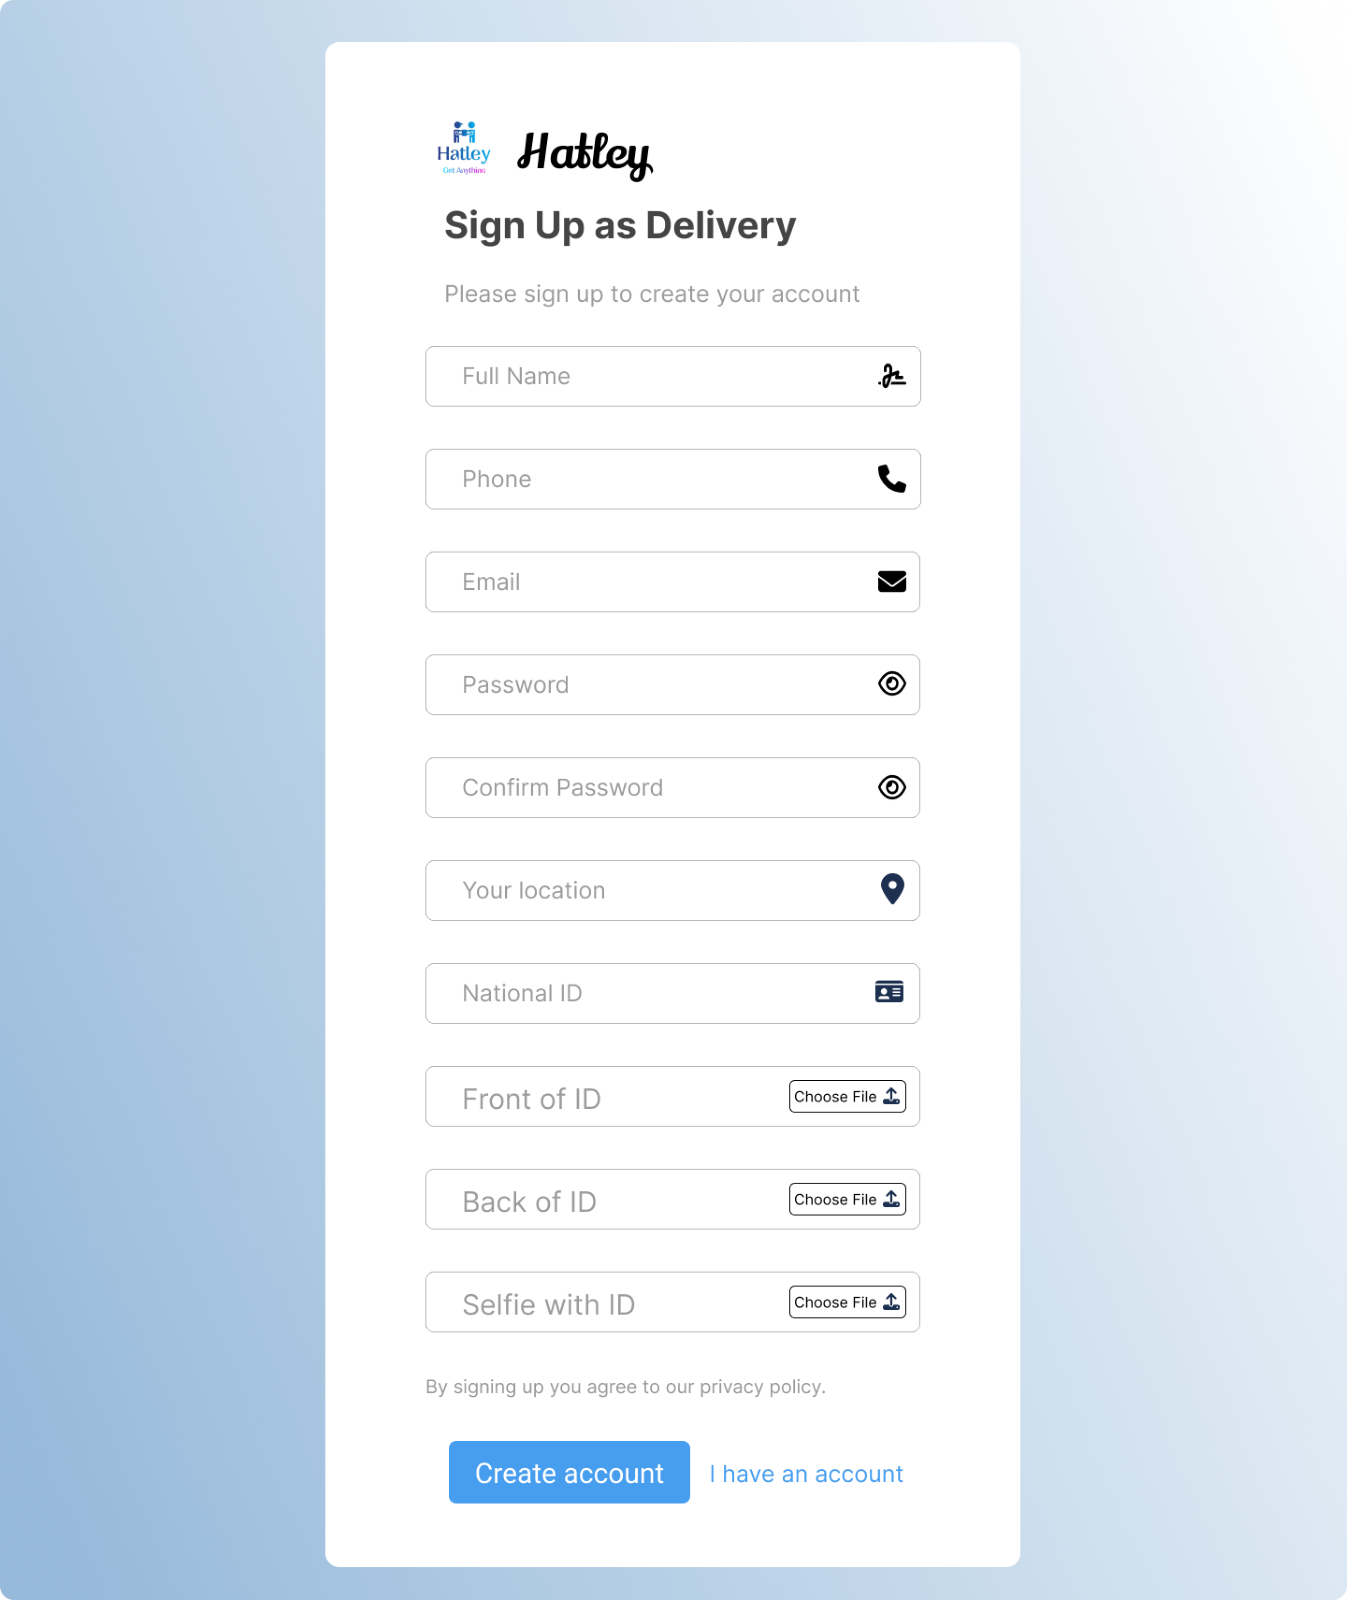 Hatley
Get Anything
Hatley
Sign Up as Delivery
Please sign up to create your account
Full Name
Phone
Email
Password
Confirm Password
Your location
National ID
Front of ID
Choose File
Back of ID
Choose File
Selfie with ID
Choose File
By signing up you agree to our privacy policy.
Create account
I have an account